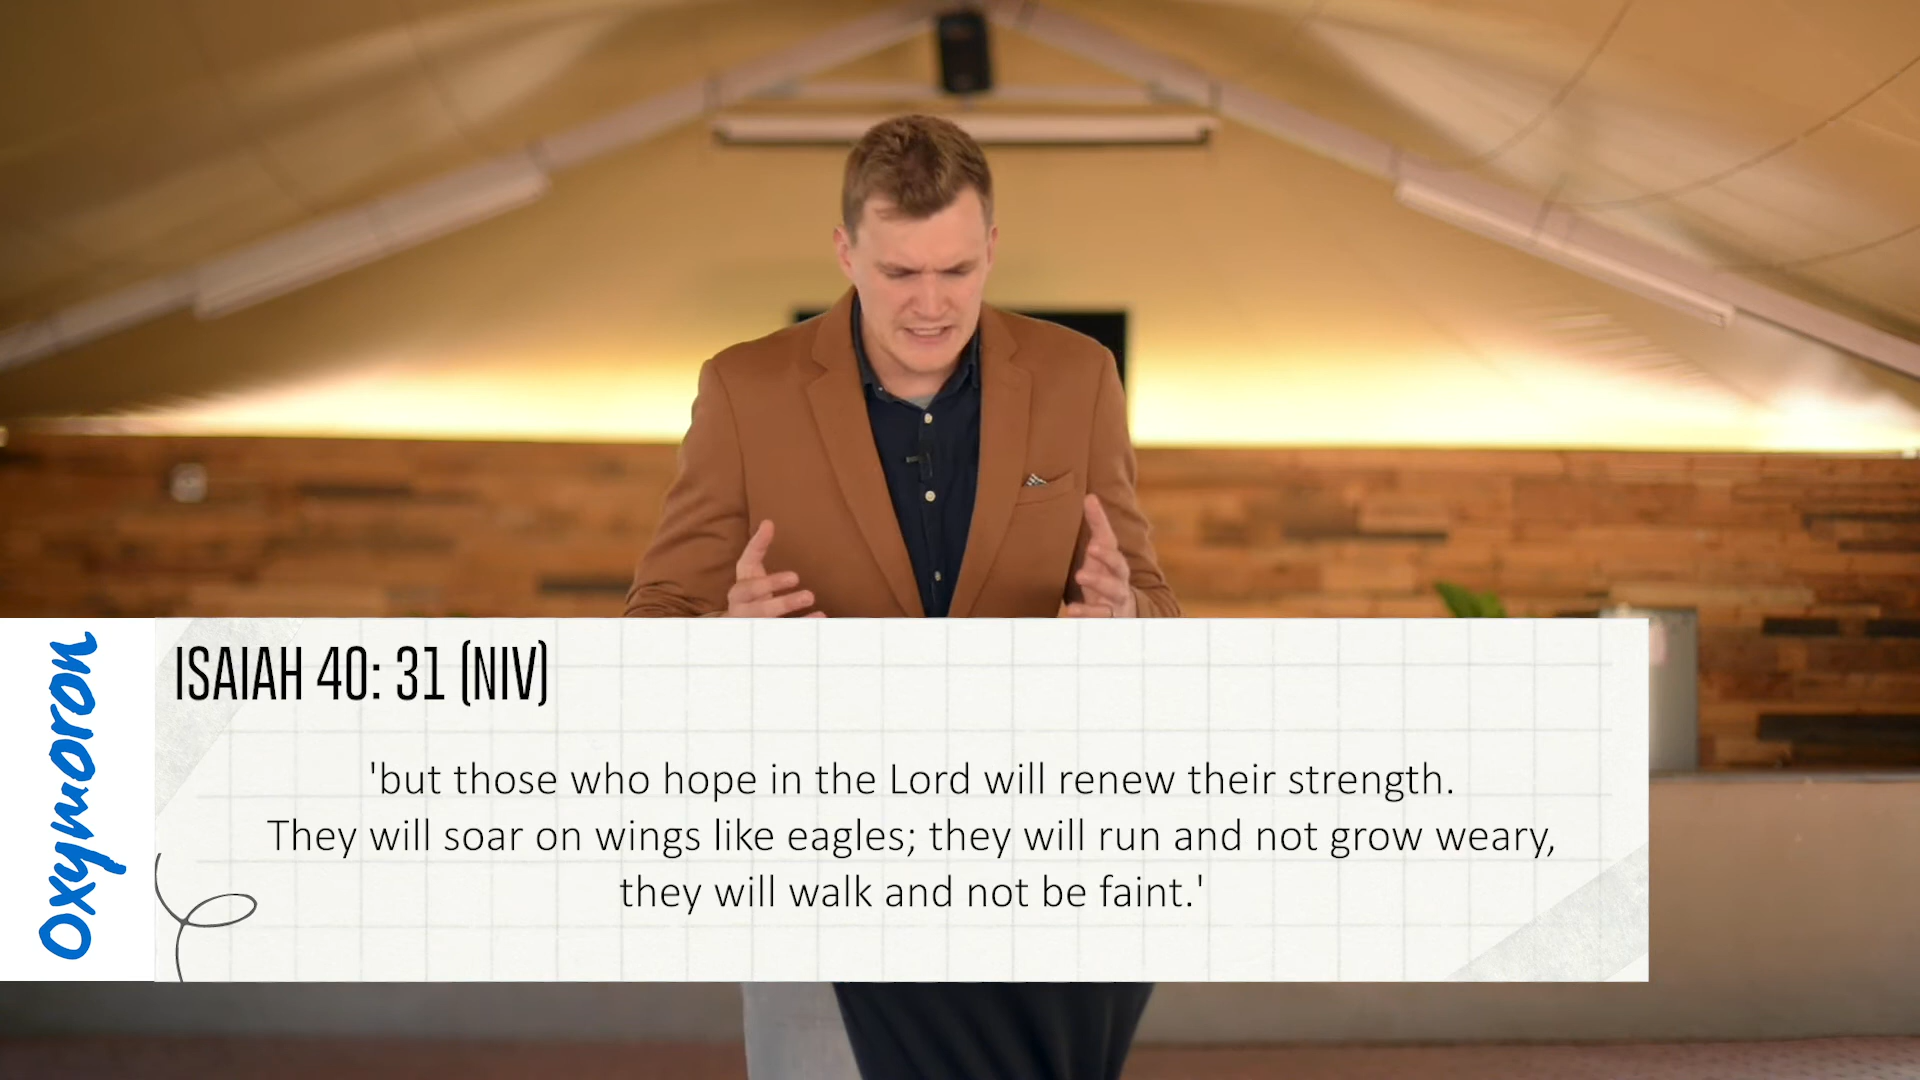 Oxymoron
ISAIAH 40: 31 (NIV)
'but those who hope in the Lord will renew their strength.
They will soar on wings like eagles; they will run and not grow weary,
they will walk and not be faint.'